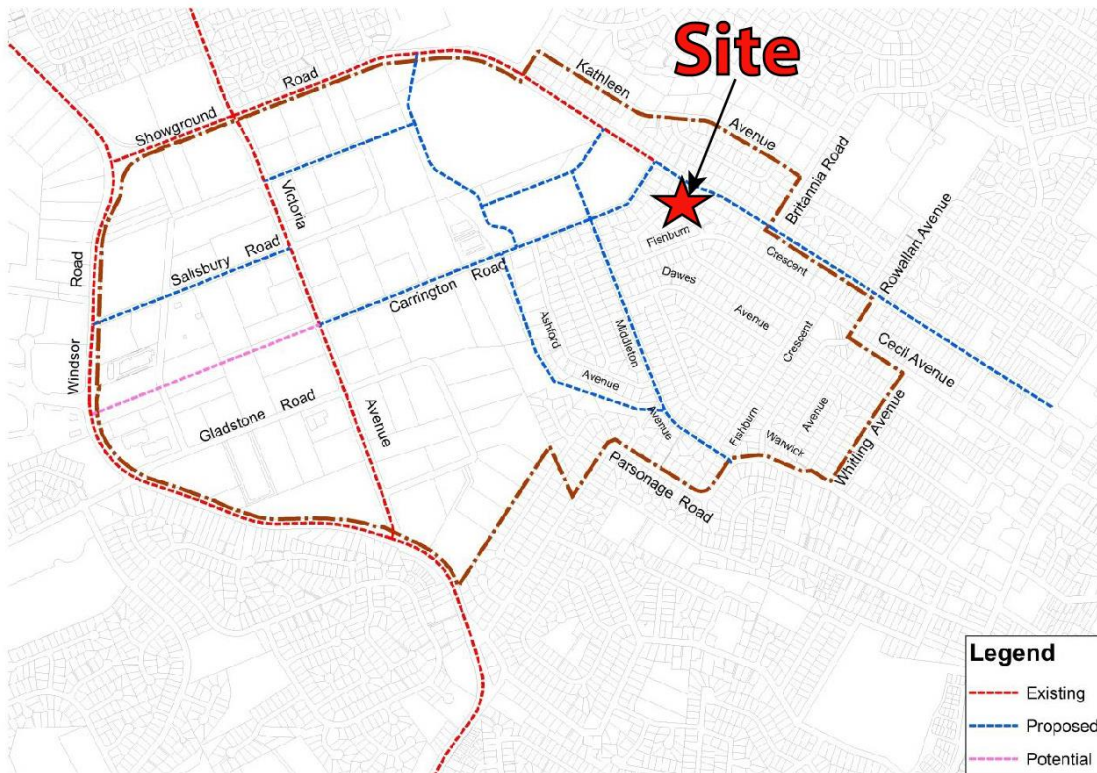 Site
Kathleen
Avenue
Road
Showground
Britannia Road
Rowallan Avenue
Victoria
Fishburn
Crescent
Salisbury Road
Road
Dawes
Carrington Road
Avenue
Ashford
Middleton
Crescent
Cecil Avenue
Windsor
Avenue
Gladstone Road
Avenue
Avenue
Fishburn
Avenue
Warwick
Whitling Avenue
Parsonage Road
Legend
Existing
Proposed
Potential